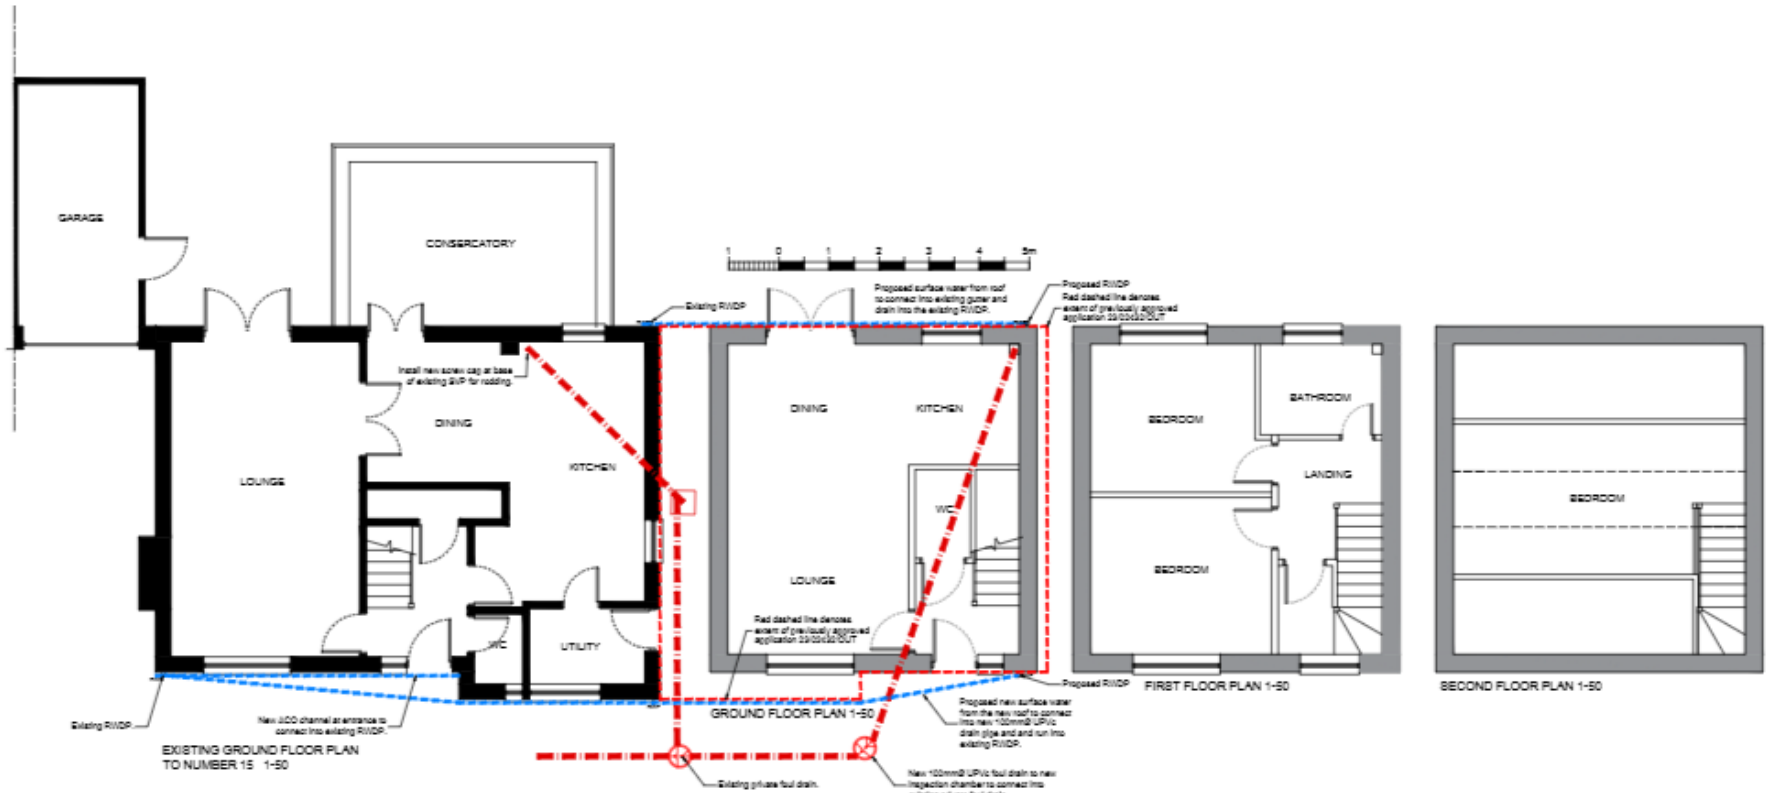 GARAGE
CONSERCATORY
1 0 1 2 3 4 5m
Existing RWDP
Proposed surface water from roof
to connect into existing gutter and
drain into the existing RWDP.
Proposed RWDP
Red dashed line denotes
extent of previously approved
application
Install new screw cap at base
of existing SVP for rodding.
DINING
KITCHEN
LOUNGE
WC
UTILITY
DINING
KITCHEN
WC
LOUNGE
Red dashed line denotes
extent of previously approved
application
BEDROOM
BATHROOM
LANDING
BEDROOM
BEDROOM
Existing RWDP
New ACO channel at entrance to
connect into existing RWDP.
EXISTING GROUND FLOOR PLAN
TO NUMBER 15 1-50
GROUND FLOOR PLAN 1-50
Proposed RWDP
Proposed new surface water
from the new roof to connect
into new 100mmØ UPVc
drain pipe and and run into
existing RWDP.
FIRST FLOOR PLAN 1-50
SECOND FLOOR PLAN 1-50
Existing private foul drain.
New 100mmØ UPVc foul drain to new
inspection chamber to connect into